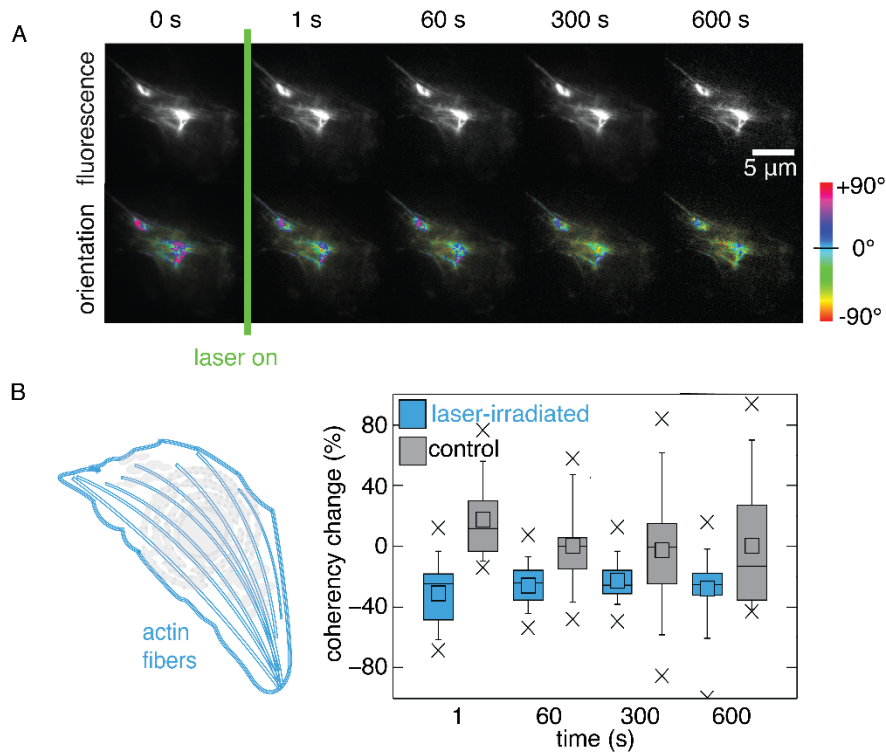 A
0 s 1 s 60 s 300 s 600 s
fluorescence
5 µm
orientation
+90°
0°
-90°
laser on
B
actin
fibers
coherency change (%)
80
40
0
−40
−80
laser-irradiated
control
1 60 300 600
time (s)